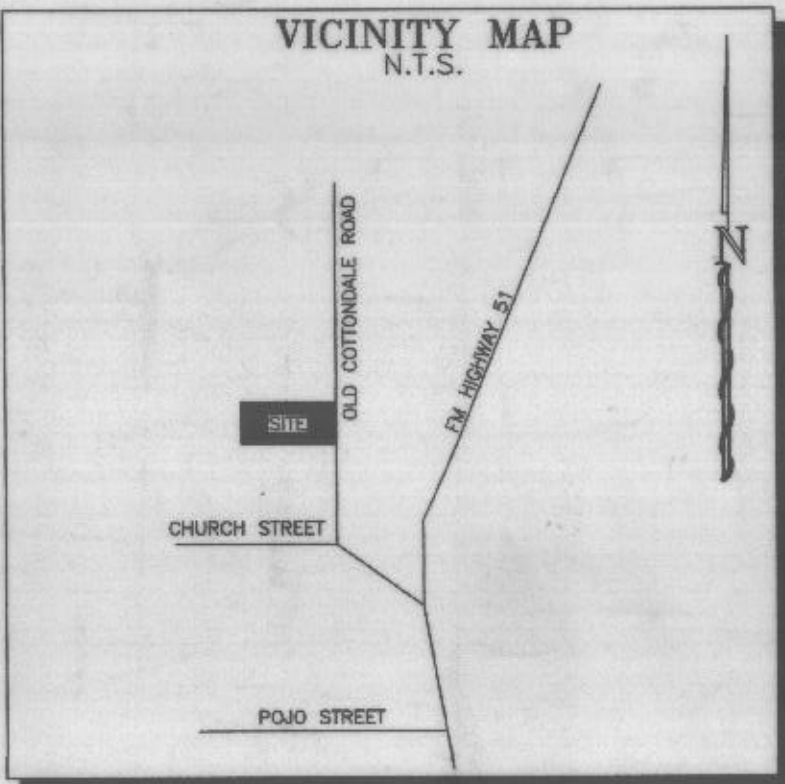 VICINITY MAP
N.T.S.
OLD COTTONDALE ROAD
N
FM HIGHWAY 51
SITE
CHURCH STREET
POJO STREET